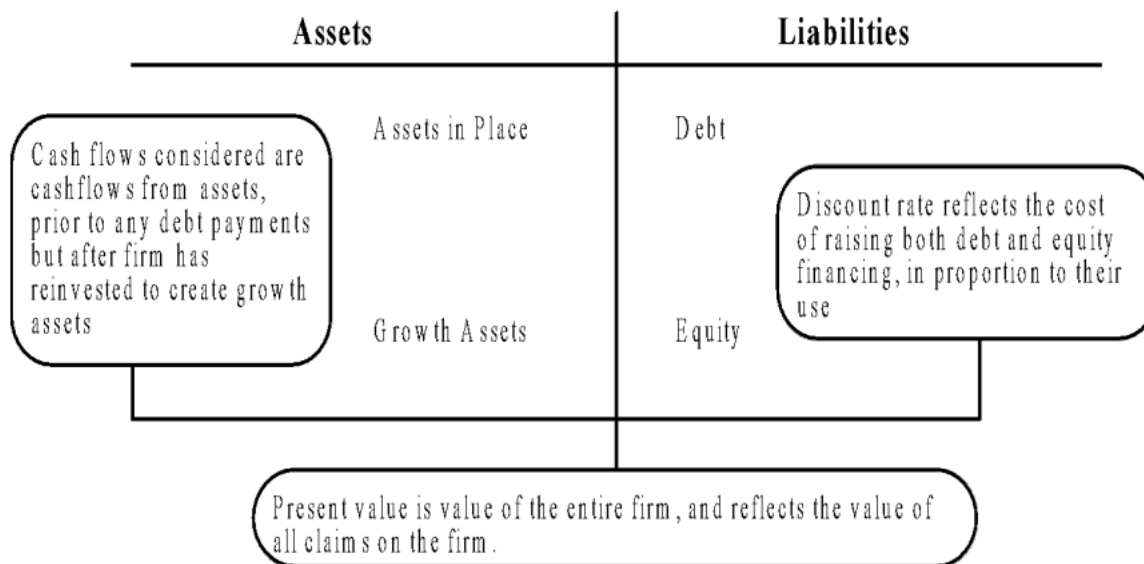 Assets
Liabilities
Assets in Place
Debt
Cash flows considered are
cashflows from assets,
prior to any debt payments
but after firm has
reinvested to create growth
assets
Discount rate reflects the cost
of raising both debt and equity
financing, in proportion to their
use
Growth Assets
Equity
Present value is value of the entire firm, and reflects the value of
all claims on the firm.